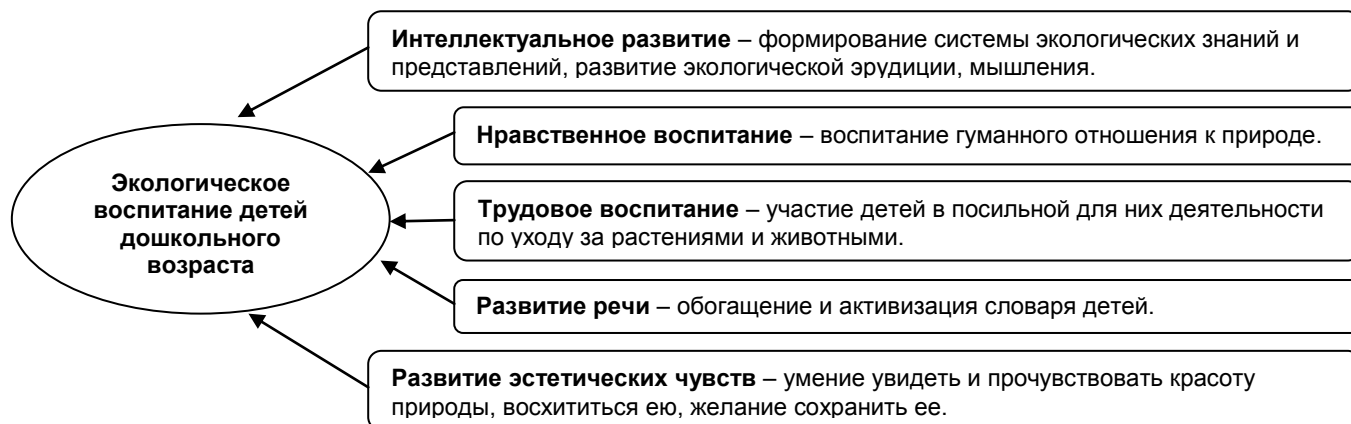 Интеллектуальное развитие – формирование системы экологических знаний и
представлений, развитие экологической эрудиции, мышления.
Нравственное воспитание – воспитание гуманного отношения к природе.
Экологическое
воспитание детей
дошкольного
возраста
Трудовое воспитание – участие детей в посильной для них деятельности
по уходу за растениями и животными.
Развитие речи – обогащение и активизация словаря детей.
Развитие эстетических чувств – умение увидеть и прочувствовать красоту
природы, восхититься ею, желание сохранить ее.